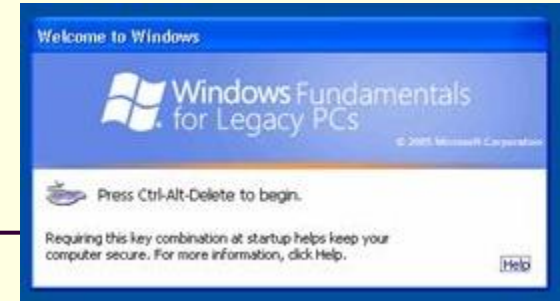 Welcome to Windows
Windows Fundamentals
for Legacy PCs
© 2005 Microsoft Corporation
Press Ctrl-Alt-Delete to begin.
Requiring this key combination at startup helps keep your
computer secure. For more information, click Help.
Help